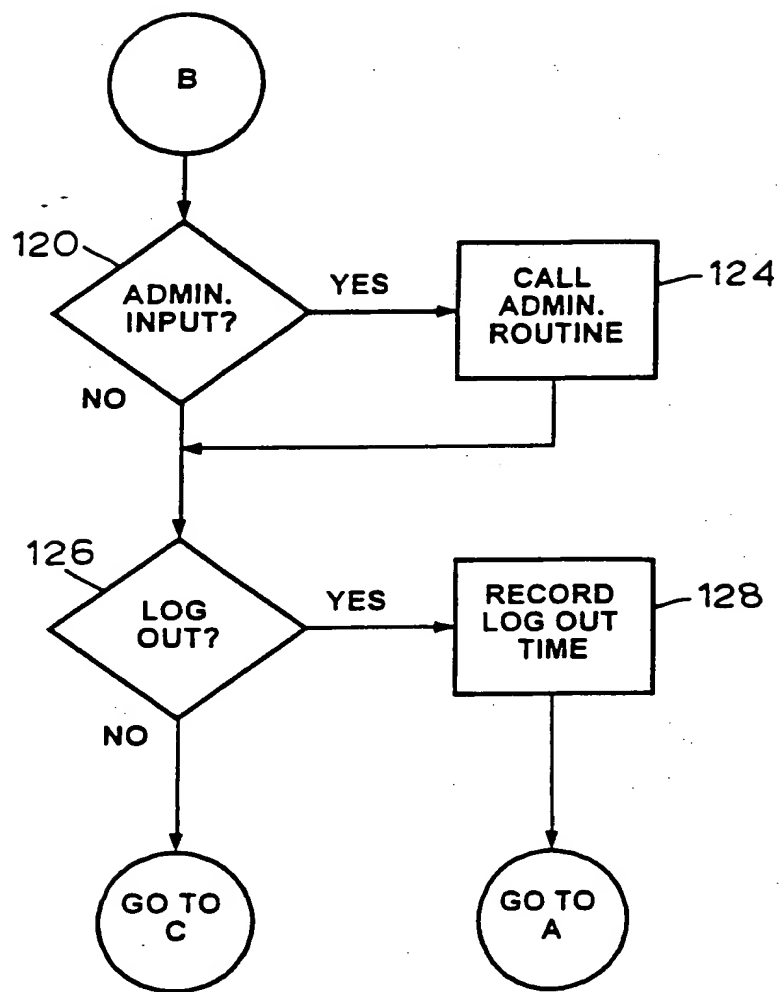 B
120
ADMIN.
INPUT?
YES
CALL
ADMIN.
ROUTINE
124
NO
126
LOG
OUT?
YES
RECORD
LOG OUT
TIME
128
NO
GO TO
C
GO TO
A